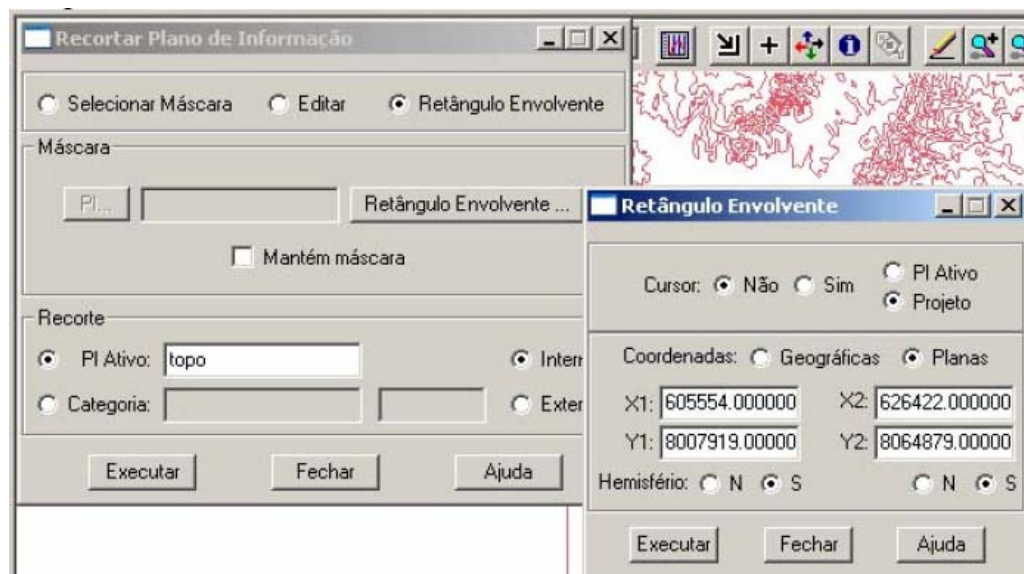 Recortar Plano de Informação
Selecionar Máscara Editar Retângulo Envolvente
Máscara
PI... Retângulo Envolvente ...
Mantém máscara
Recorte
PI Ativo: topo Intern
Categoria: Exter
Executar Fechar Ajuda
Retângulo Envolvente
Cursor: Não Sim PI Ativo
Projeto
Coordenadas: Geográficas Planas
X1: 605554.000000 X2: 626422.000000
Y1: 8007919.00000 Y2: 8064879.00000
Hemisfério: N S N S
Executar Fechar Ajuda